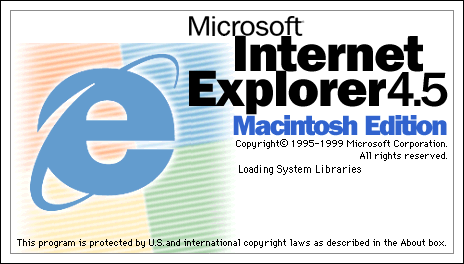 Microsoft
Internet
Explorer4.5
Macintosh Edition
Copyright© 1995-1999 Microsoft Corporation.
All rights reserved.
Loading System Libraries
This program is protected by U.S.and international copyright laws as described in the About box.